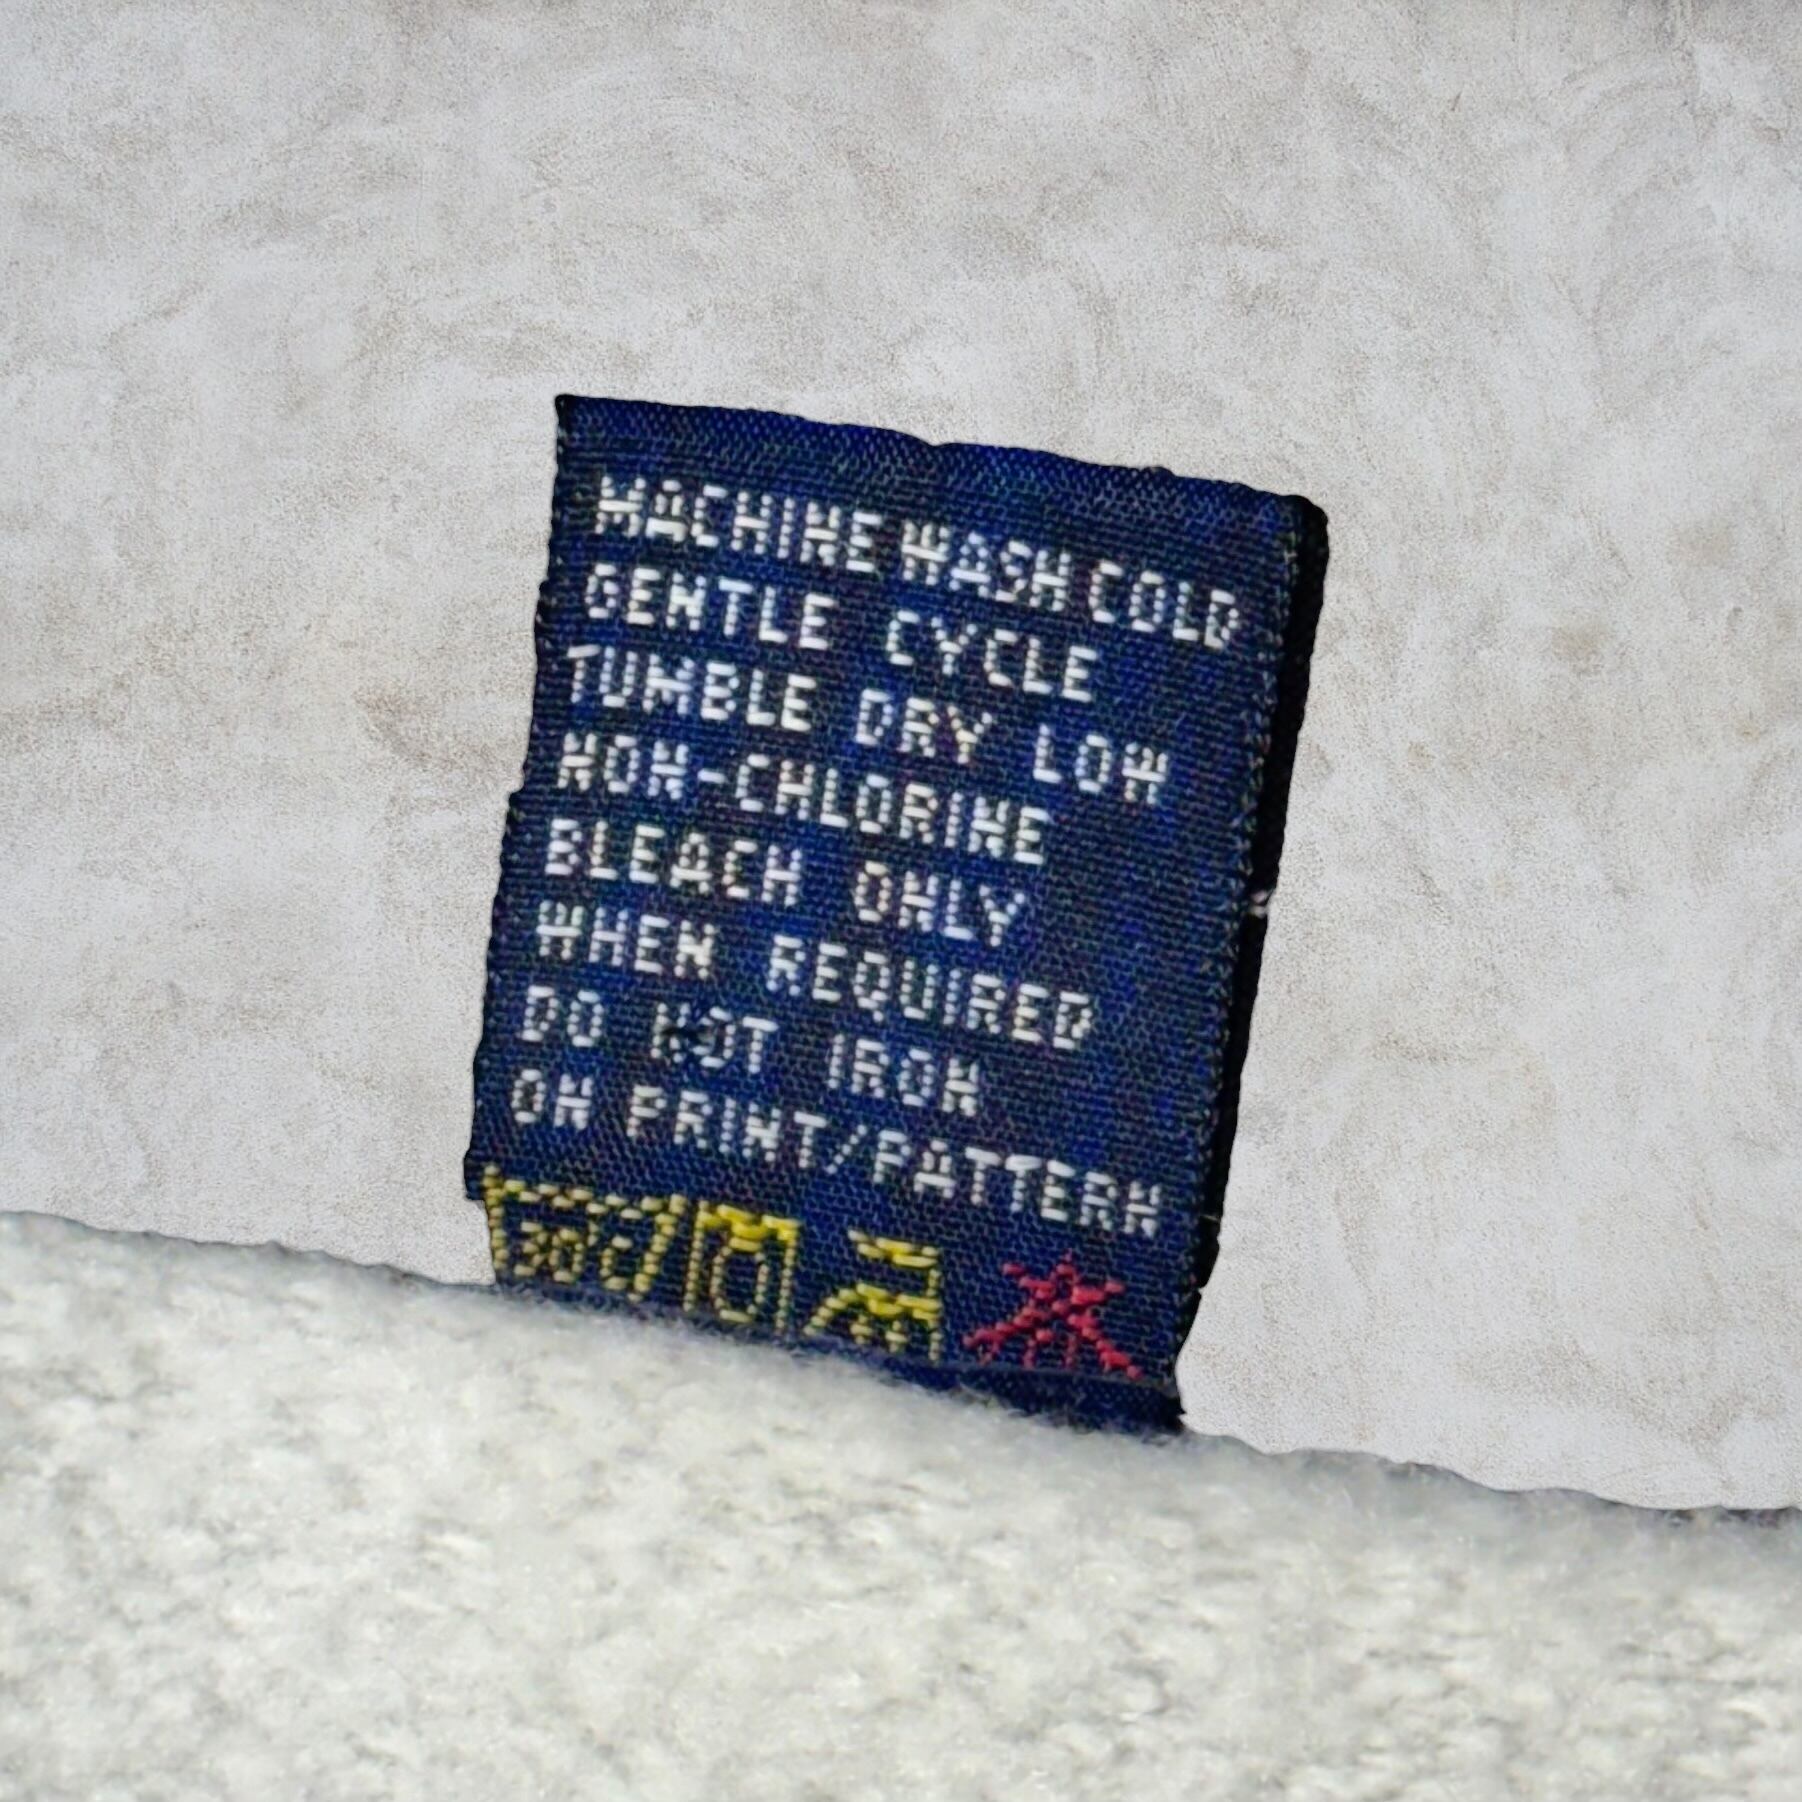 MACHINE WASH COLD
GENTLE CYCLE
TUMBLE DRY LOW
NON-CHLORINE
BLEACH ONLY
WHEN REQUIRED
DO NOT IRON
ON PRINT/PATTERN
30°C